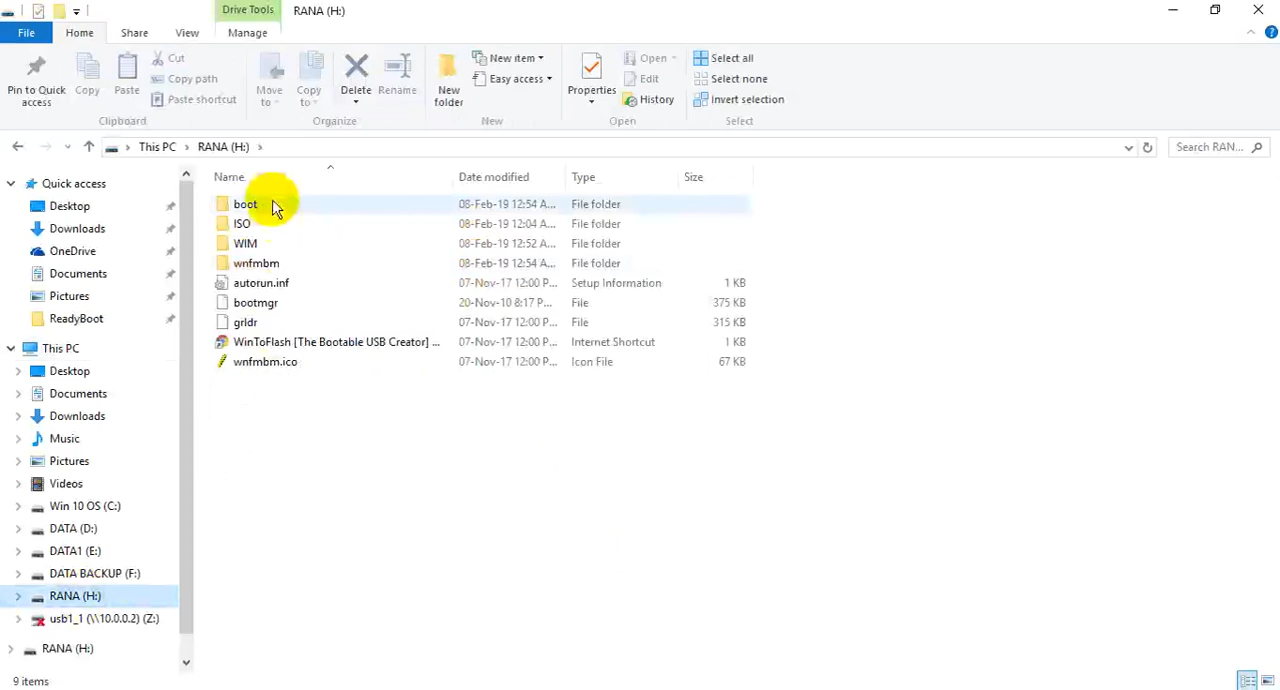 Drive Tools RANA (H:)
File Home Share View Manage
Pin to Quick access
Copy
Paste
Cut
Copy path
Paste shortcut
Clipboard
Move to
Copy to
Delete
Rename
Organize
New folder
New item
Easy access
New
Properties
Open
Edit
History
Open
Select all
Select none
Invert selection
Select
This PC RANA (H:) Search RAN...
Quick access
Desktop
Downloads
OneDrive
Documents
Pictures
ReadyBoot
This PC
Desktop
Documents
Downloads
Music
Pictures
Videos
Win 10 OS (C:)
DATA (D:)
DATA1 (E:)
DATA BACKUP (F:)
RANA (H:)
usb1_1 (\\10.0.0.2) (Z:)
RANA (H:)
Name Date modified Type Size
boot 08-Feb-19 12:54 A... File folder
ISO 08-Feb-19 12:04 A... File folder
WIM 08-Feb-19 12:52 A... File folder
wnfmbm 08-Feb-19 12:54 A... File folder
autorun.inf 07-Nov-17 12:00 P... Setup Information 1 KB
bootmgr 20-Nov-10 8:17 P... File 375 KB
grldr 07-Nov-17 12:00 P... File 315 KB
WinToFlash [The Bootable USB Creator] ... 07-Nov-17 12:00 P... Internet Shortcut 1 KB
wnfmbm.ico 07-Nov-17 12:00 P... Icon File 67 KB
9 items